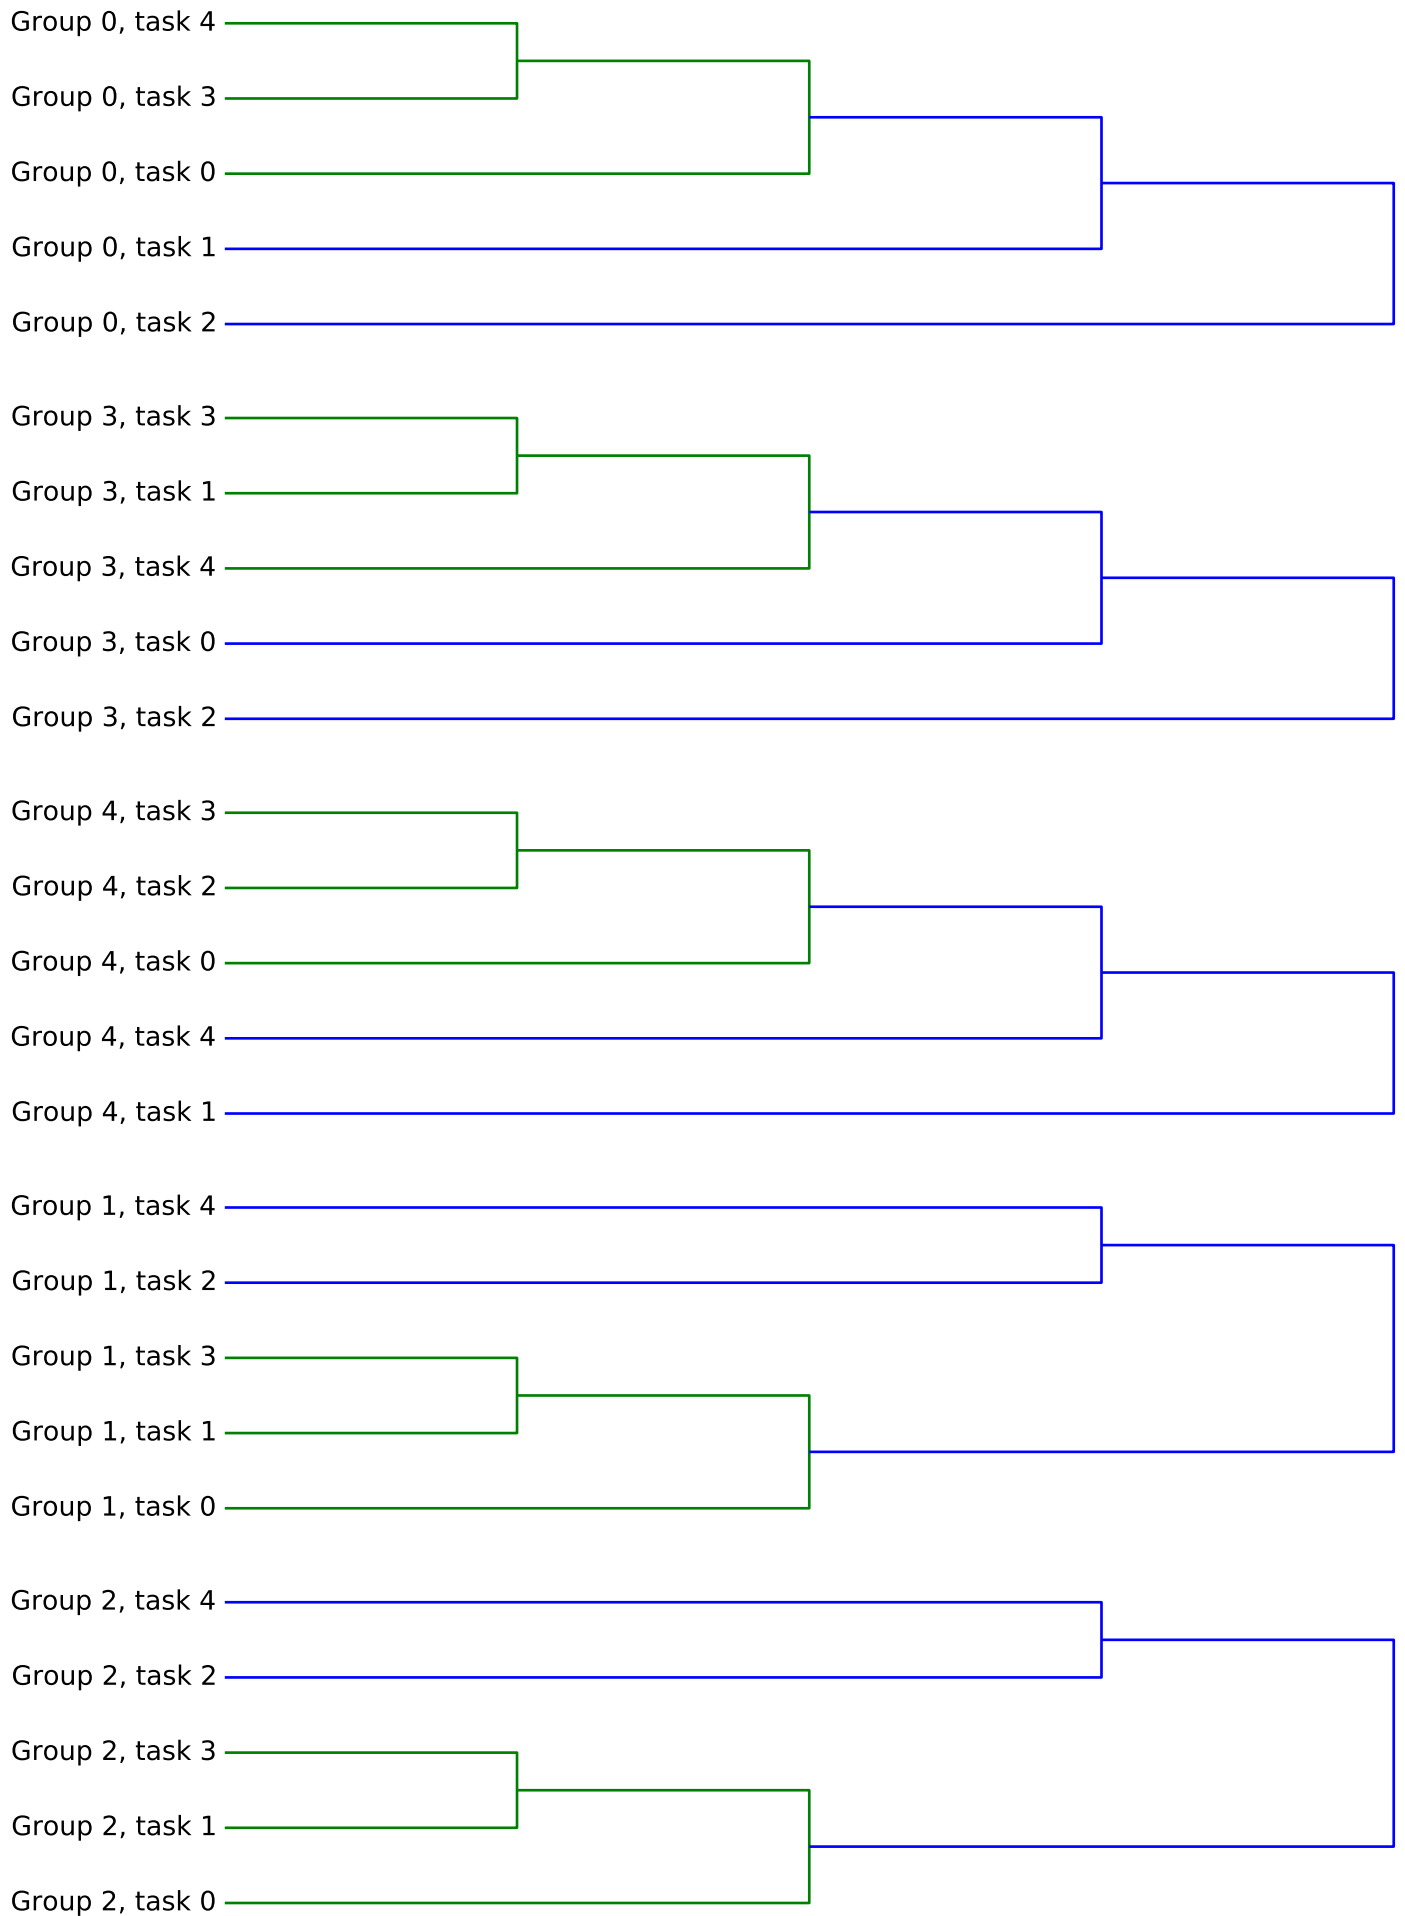 Group 0, task 4
Group 0, task 3
Group 0, task 0
Group 0, task 1
Group 0, task 2
Group 3, task 3
Group 3, task 1
Group 3, task 4
Group 3, task 0
Group 3, task 2
Group 4, task 3
Group 4, task 2
Group 4, task 0
Group 4, task 4
Group 4, task 1
Group 1, task 4
Group 1, task 2
Group 1, task 3
Group 1, task 1
Group 1, task 0
Group 2, task 4
Group 2, task 2
Group 2, task 3
Group 2, task 1
Group 2, task 0